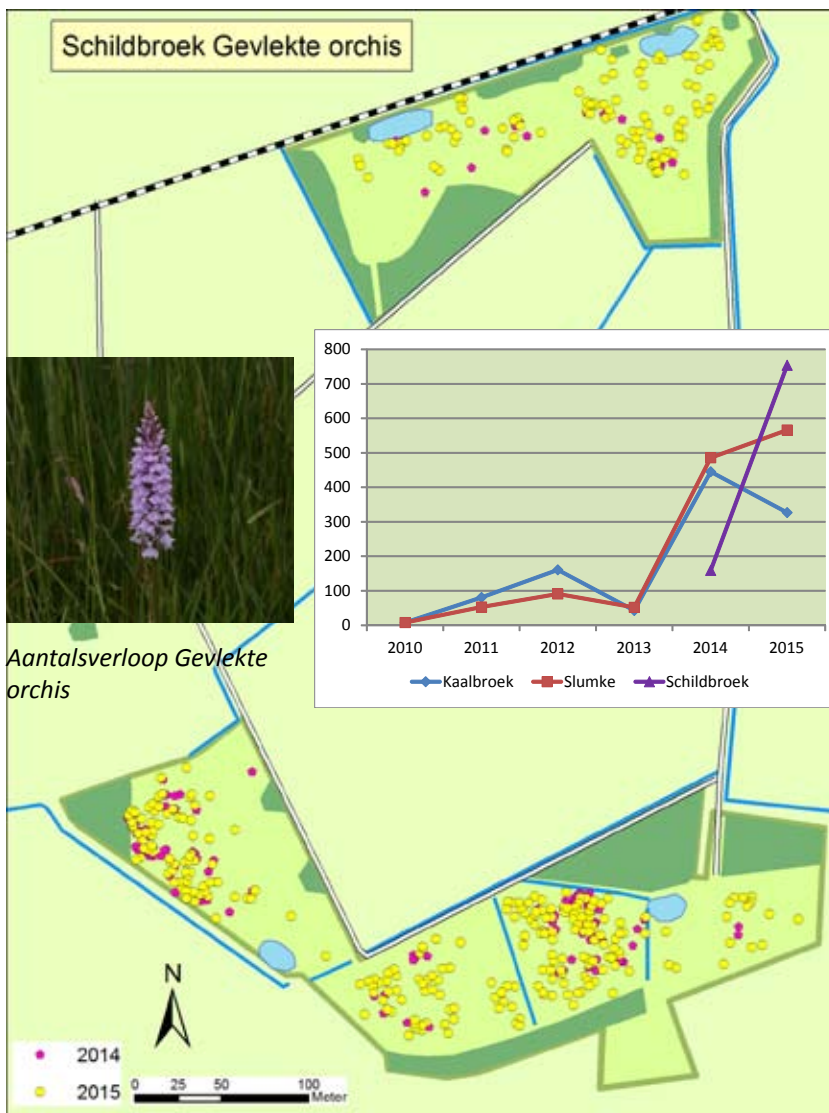 Schildbroek Gevlekte orchis
800
700
600
500
400
300
200
100
0
2010 2011 2012 2013 2014 2015
Kaalbroek Slumke Schildbroek
Aantalsverloop Gevlekte
orchis
N
2014
2015
0 25 50 100
Meter